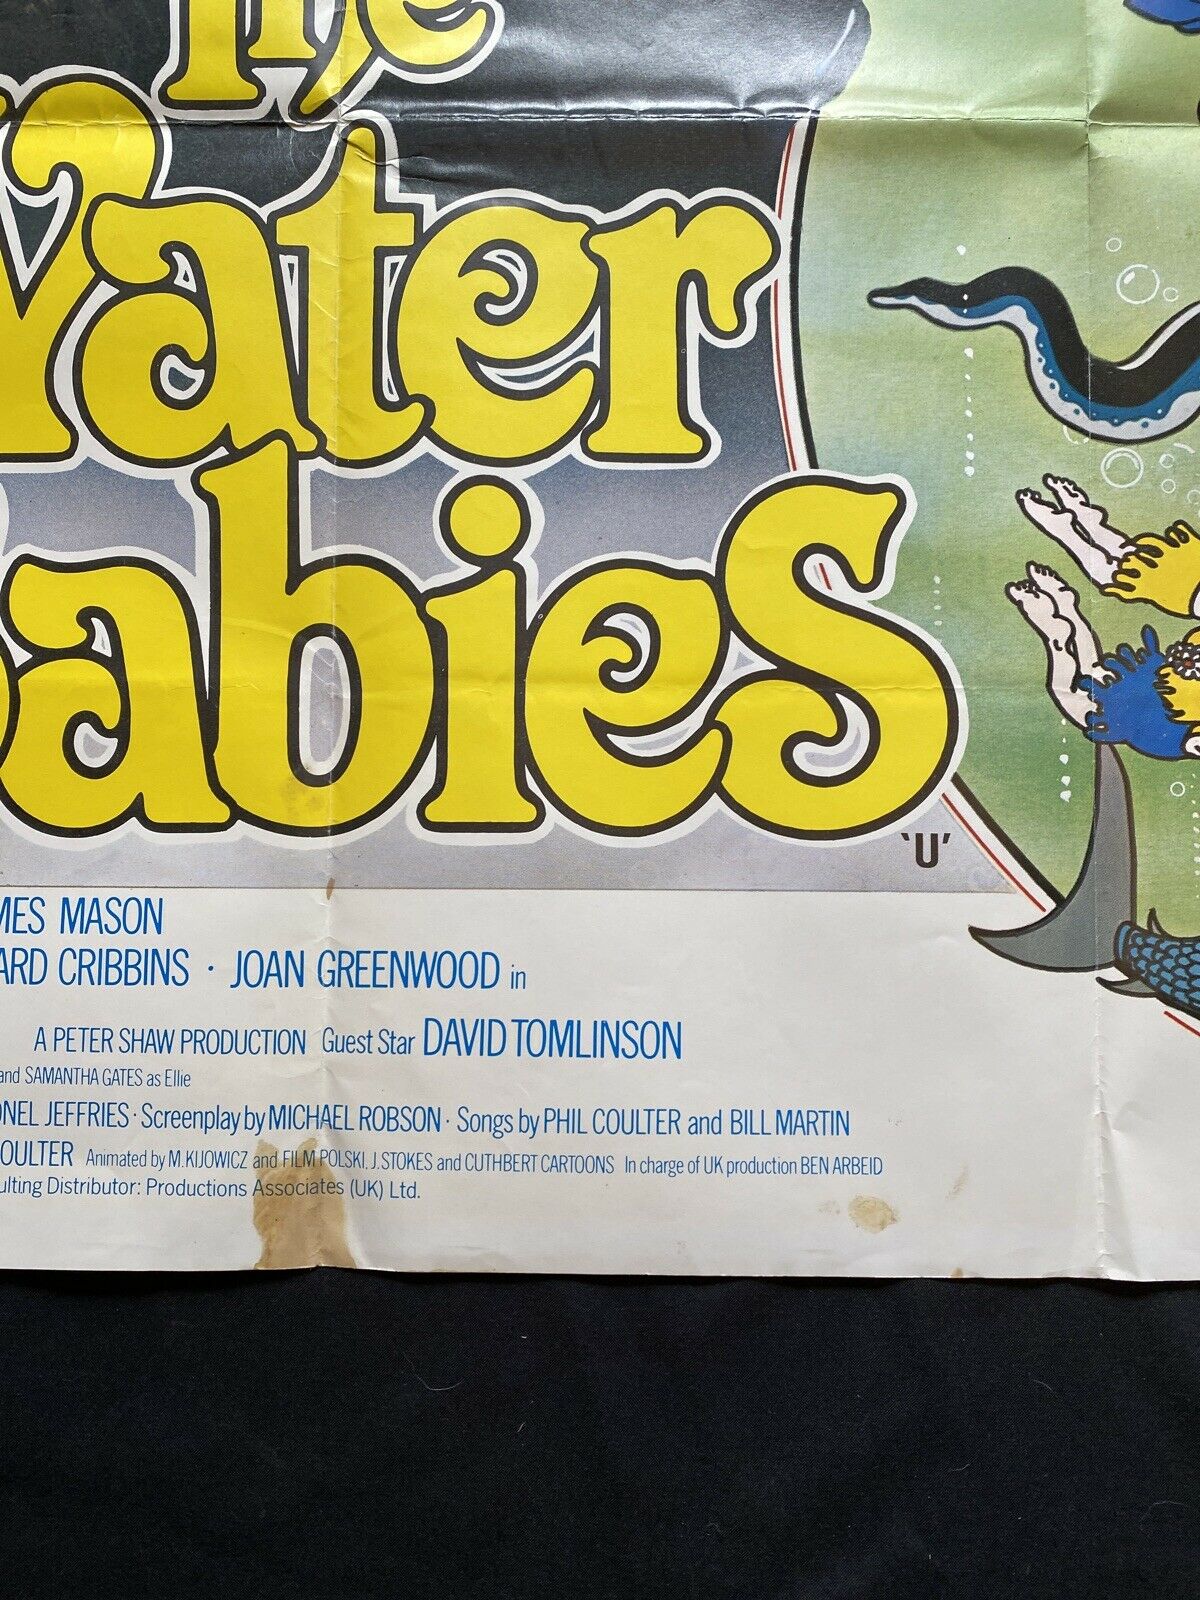 The
Water
Babies
'U'
MES MASON
ARD CRIBBINS · JOAN GREENWOOD in
A PETER SHAW PRODUCTION Guest Star DAVID TOMLINSON
and SAMANTHA GATES as Ellie
ONEL JEFFRIES · Screenplay by MICHAEL ROBSON · Songs by PHIL COULTER and BILL MARTIN
OULTER Animated by M.KIJOWICZ and FILM POLSKI, J.STOKES and CUTHBERT CARTOONS In charge of UK production BEN ARBEID
ulting Distributor: Productions Associates (UK) Ltd.